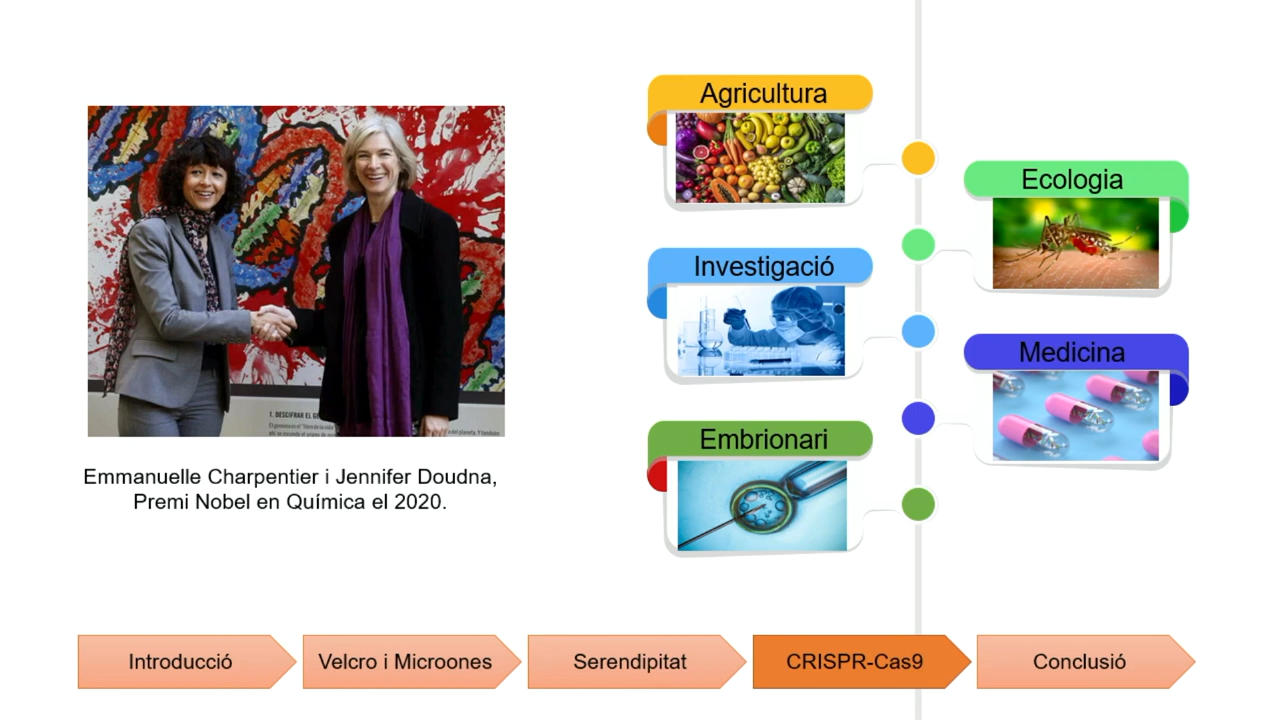 1. DESCIFRAR EL GE
Emmanuelle Charpentier i Jennifer Doudna,
Premi Nobel en Química el 2020.
Agricultura
Ecologia
Investigació
Medicina
Embrionari
Introducció
Velcro i Microones
Serendipitat
CRISPR-Cas9
Conclusió